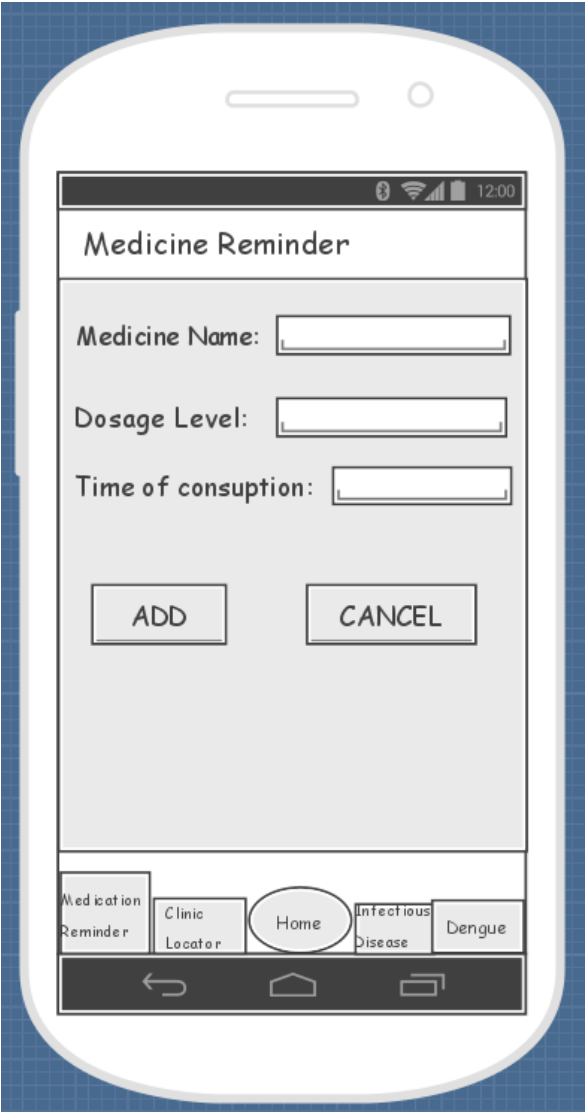 12:00
Medicine Reminder
Medicine Name:
Dosage Level:
Time of consuption:
ADD CANCEL
Medication
Reminder
Clinic
Locator
Home
Infectious
Disease
Dengue